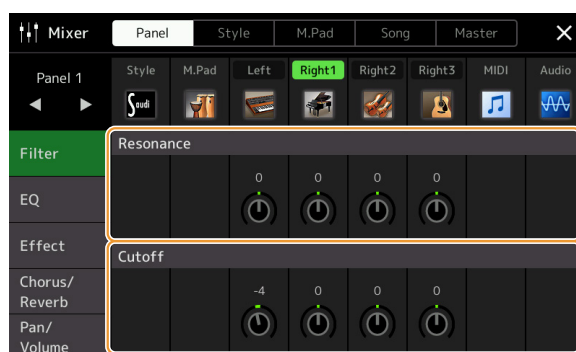 Mixer
Panel
Style
M.Pad
Song
Master
Panel 1
Style
M.Pad
Left
Right1
Right2
Right3
MIDI
Audio
Saudi
Filter
EQ
Effect
Chorus/
Reverb
Pan/
Volume
Resonance
0
0
0
0
Cutoff
-4
0
0
0